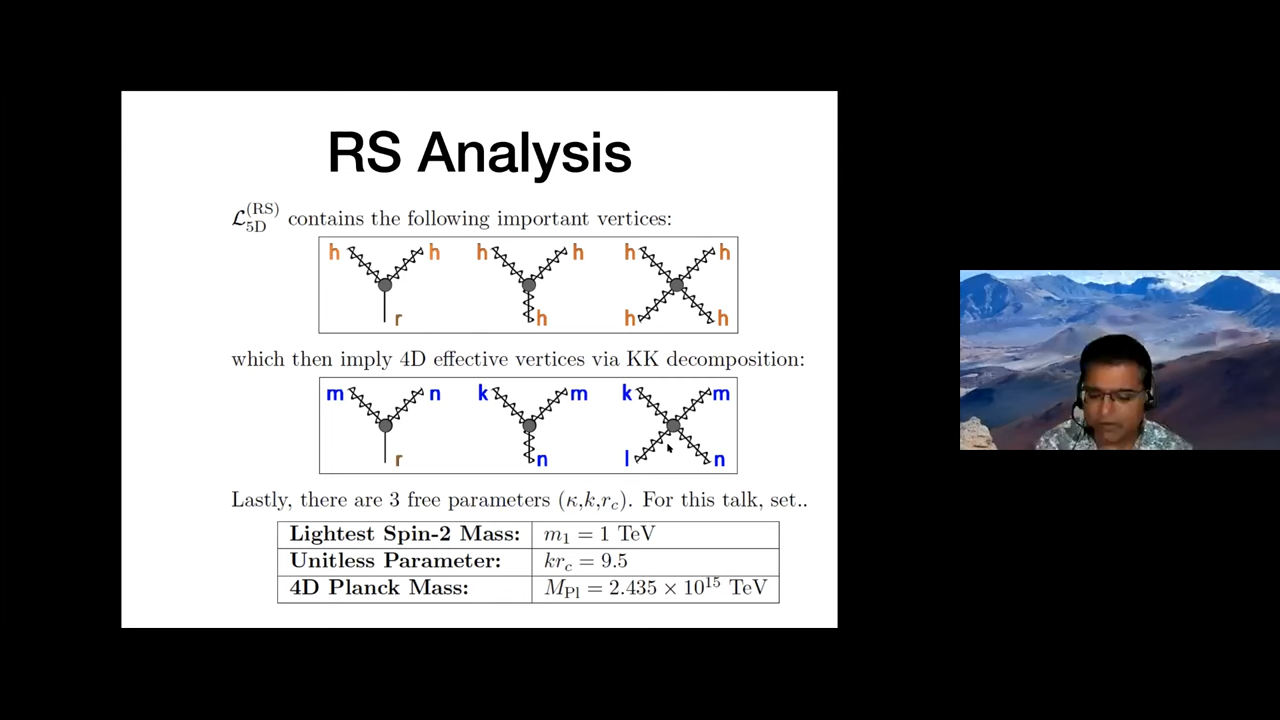 RS Analysis
ℒ_5D^(RS) contains the following important vertices:
h h h h h h
r h h h
which then imply 4D effective vertices via KK decomposition:
m n k m k m
r n l n
Lastly, there are 3 free parameters (κ,k,r_c). For this talk, set..
Lightest Spin-2 Mass: m_1 = 1 TeV
Unitless Parameter: kr_c = 9.5
4D Planck Mass: M_Pl = 2.435 × 10^15 TeV